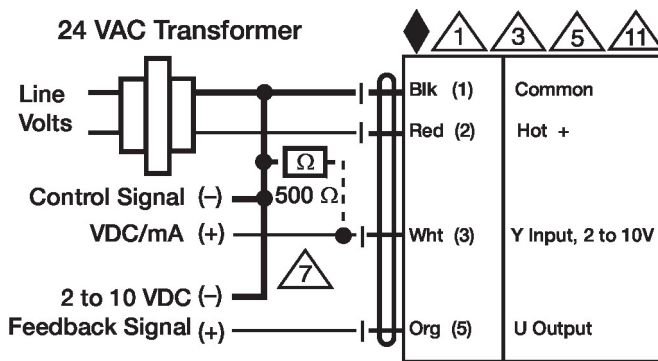 24 VAC Transformer
1 3 5 11
Line Volts
Blk (1) Common
Red (2) Hot +
Ω
500 Ω
Control Signal (-)
VDC/mA (+)
Wht (3) Y Input, 2 to 10V
7
2 to 10 VDC (-)
Feedback Signal (+)
Org (5) U Output